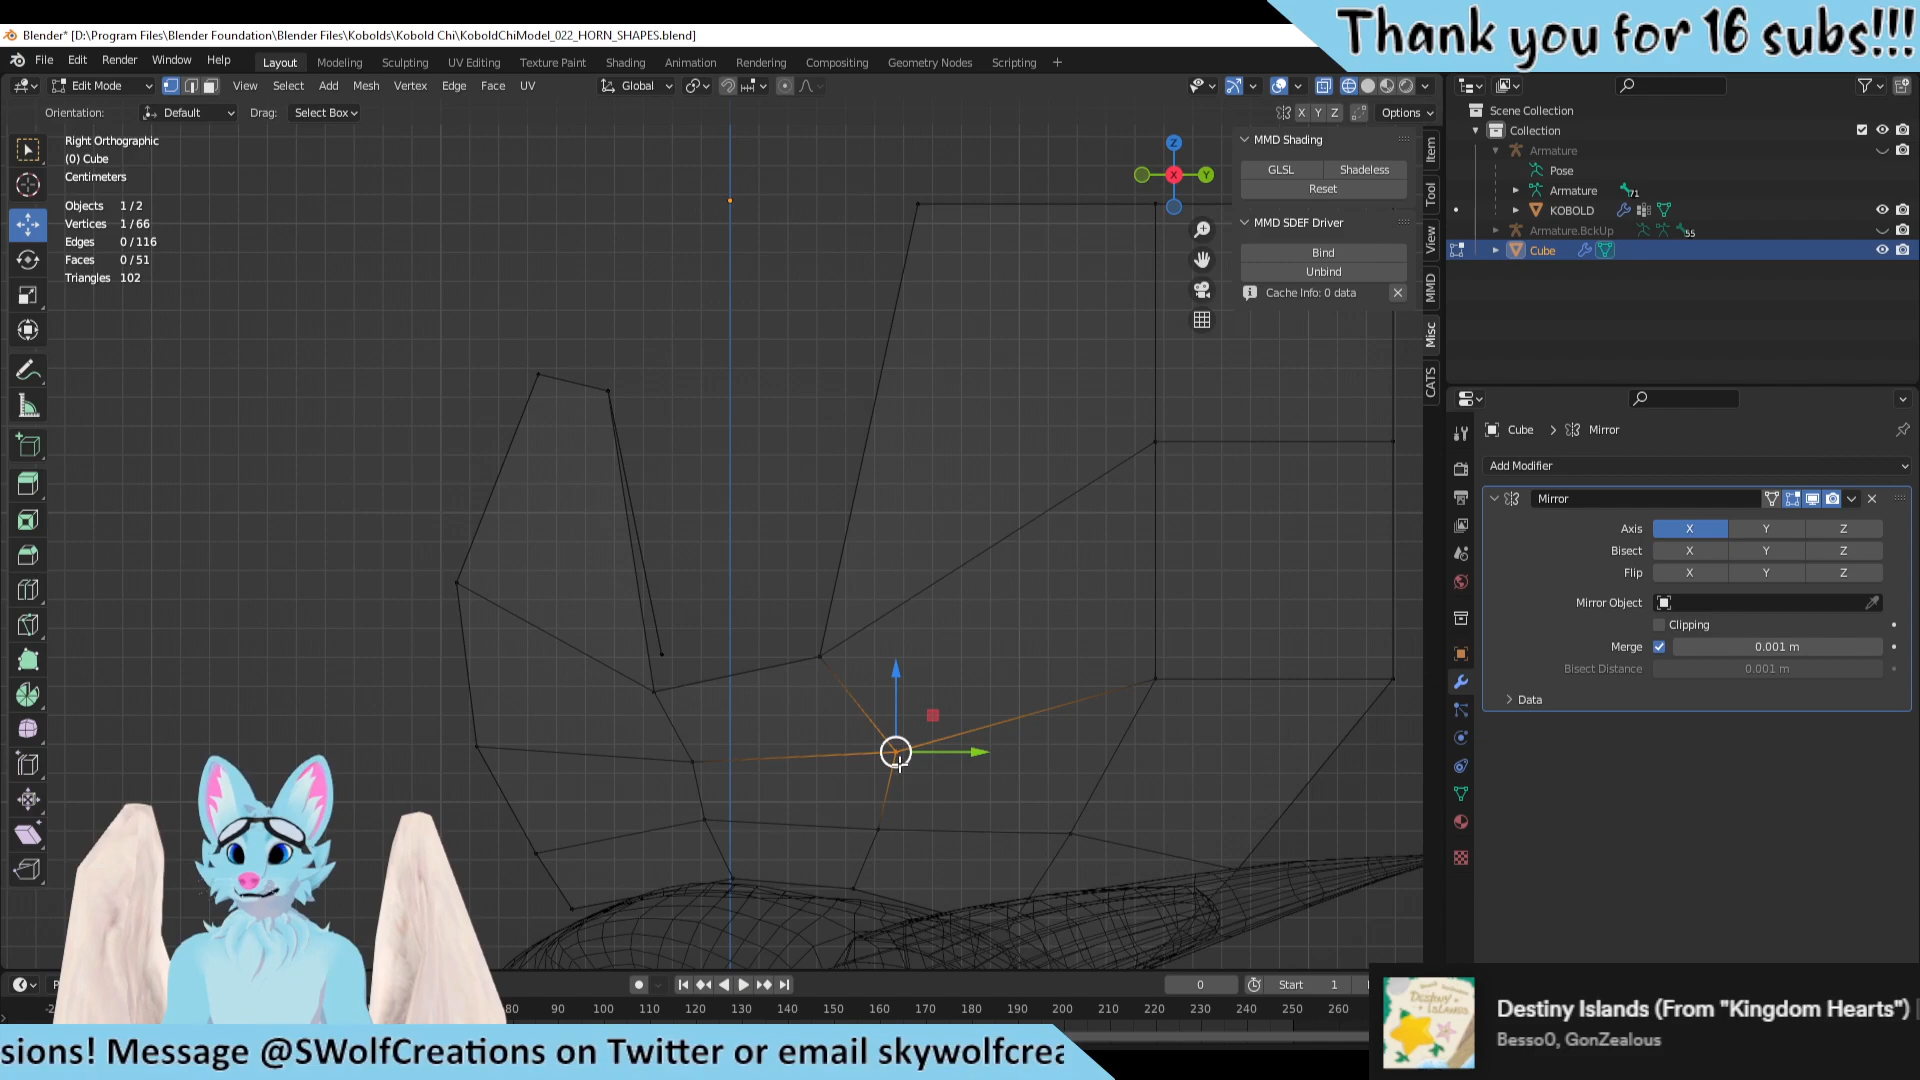 Thank you for 16 subs!!!
Blender* [D:\Program Files\Blender Foundation\Blender Files\Kobolds\Kobold Chi\KoboldChiModel_022_HORN_SHAPES.blend]
File Edit Render Window Help Layout Modeling Sculpting UV Editing Texture Paint Shading Animation Rendering Compositing Geometry Nodes Scripting +
Edit Mode View Select Add Mesh Vertex Edge Face UV Global
Orientation: Default Drag: Select Box X Y Z Options
Right Orthographic
(0) Cube
Centimeters
Objects 1 / 2
Vertices 1 / 66
Edges 0 / 116
Faces 0 / 51
Triangles 102
Z
X
Y
MMD Shading
GLSL Shadeless
Reset
MMD SDEF Driver
Bind
Unbind
Cache Info: 0 data
Item
Tool
View
MMD
Misc
CATS
Scene Collection
Collection
Armature
Pose
Armature 71
KOBOLD
Armature.BckUp 55
Cube
Cube > Mirror
Add Modifier
Mirror
Axis X Y Z
Bisect X Y Z
Flip X Y Z
Mirror Object
Clipping
Merge 0.001 m
Bisect Distance 0.001 m
Data
0 Start 1
80 90 100 110 120 130 140 150 160 170 180 190 200 210 220 230 240 250 260
Destiny Islands (From "Kingdom Hearts")
Besso0, GonZealous
sions! Message @SWolfCreations on Twitter or email skywolfcrea